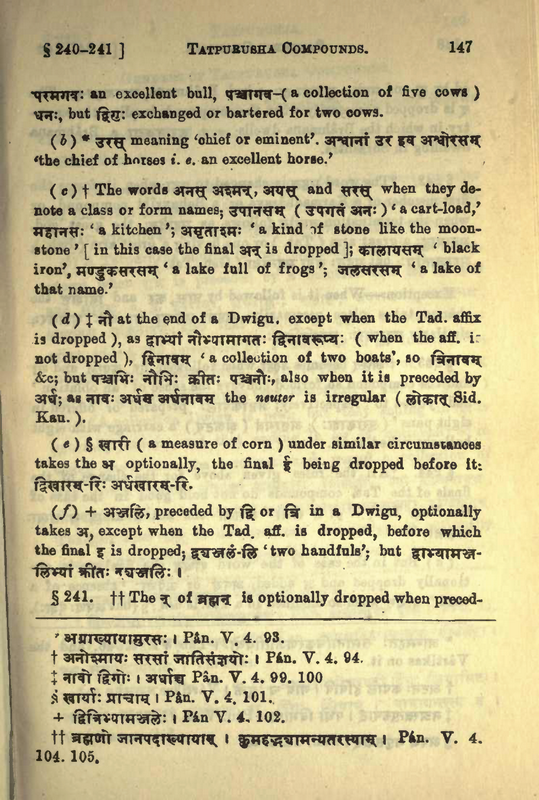 § 240-241 ] TATPURUSHA COMPOUNDS. 147
परमगवः an excellent bull, पञ्चगव-( a collection of five cows )
धनः, but द्विगुः exchanged or bartered for two cows.
( b ) * उरस् meaning 'chief or eminent'. अश्वानां उर इव अश्वोरसम्
'the chief of horses i. e. an excellent horse.'
( c ) † The words अनस् अश्मन्, अयस् and सरस् when they de-
note a class or form names; उपानसम् ( उपगतं अनः ) 'a cart-load,'
महानसः 'a kitchen'; अमृताश्मः 'a kind of stone like the moon-
stone' [ in this case the final अन् is dropped ]; कालायसम् 'black
iron', मण्डूकसरसम् 'a lake full of frogs'; जलसरसम् 'a lake of
that name.'
( d ) ‡ नौ at the end of a Dwigu, except when the Tad. affix
is dropped ), as द्वाभ्यां नौभ्यामागतः द्विनावरूप्यः ( when the aff. is
not dropped ), द्विनावम् 'a collection of two boats', so त्रिनावम्
&c; but पञ्चभिः नौभिः क्रीतः पञ्चनौः, also when it is preceded by
अर्ध; as नावः अर्धम् अर्धनावम् the neuter is irregular ( लोकात् Sid.
Kau. ).
( e ) § खारी ( a measure of corn ) under similar circumstances
takes the अ optionally, the final ई being dropped before it:
द्विखारम्-रिः अर्धखारम्-रि.
( f ) + अञ्जलि, preceded by द्वि or त्रि in a Dwigu, optionally
takes अ, except when the Tad. aff. is dropped, before which
the final इ is dropped; द्व्यञ्जलं-लि 'two handfuls'; but द्वाभ्यामञ्ज-
लिभ्यां क्रीतः द्व्यञ्जलिः ।
§ 241. †† The न् of ब्रह्मन् is optionally dropped when preced-
* अग्राख्यायामुरसः । Pán. V. 4. 93.
† अनोश्मायः सरसां जातिसंज्ञयोः । Pán. V. 4. 94.
‡ नावो द्विगोः । अर्धाच्च Pân. V. 4. 99. 100
§ खार्याः प्राचाम् । Pán. V. 4. 101.
+ द्वित्रिभ्यामञ्जलेः । Pán V. 4. 102.
†† ब्रह्मणो जानपदाख्यायाम् । कुमहद्भ्यामन्यतरस्याम् । Pán. V. 4.
104. 105.